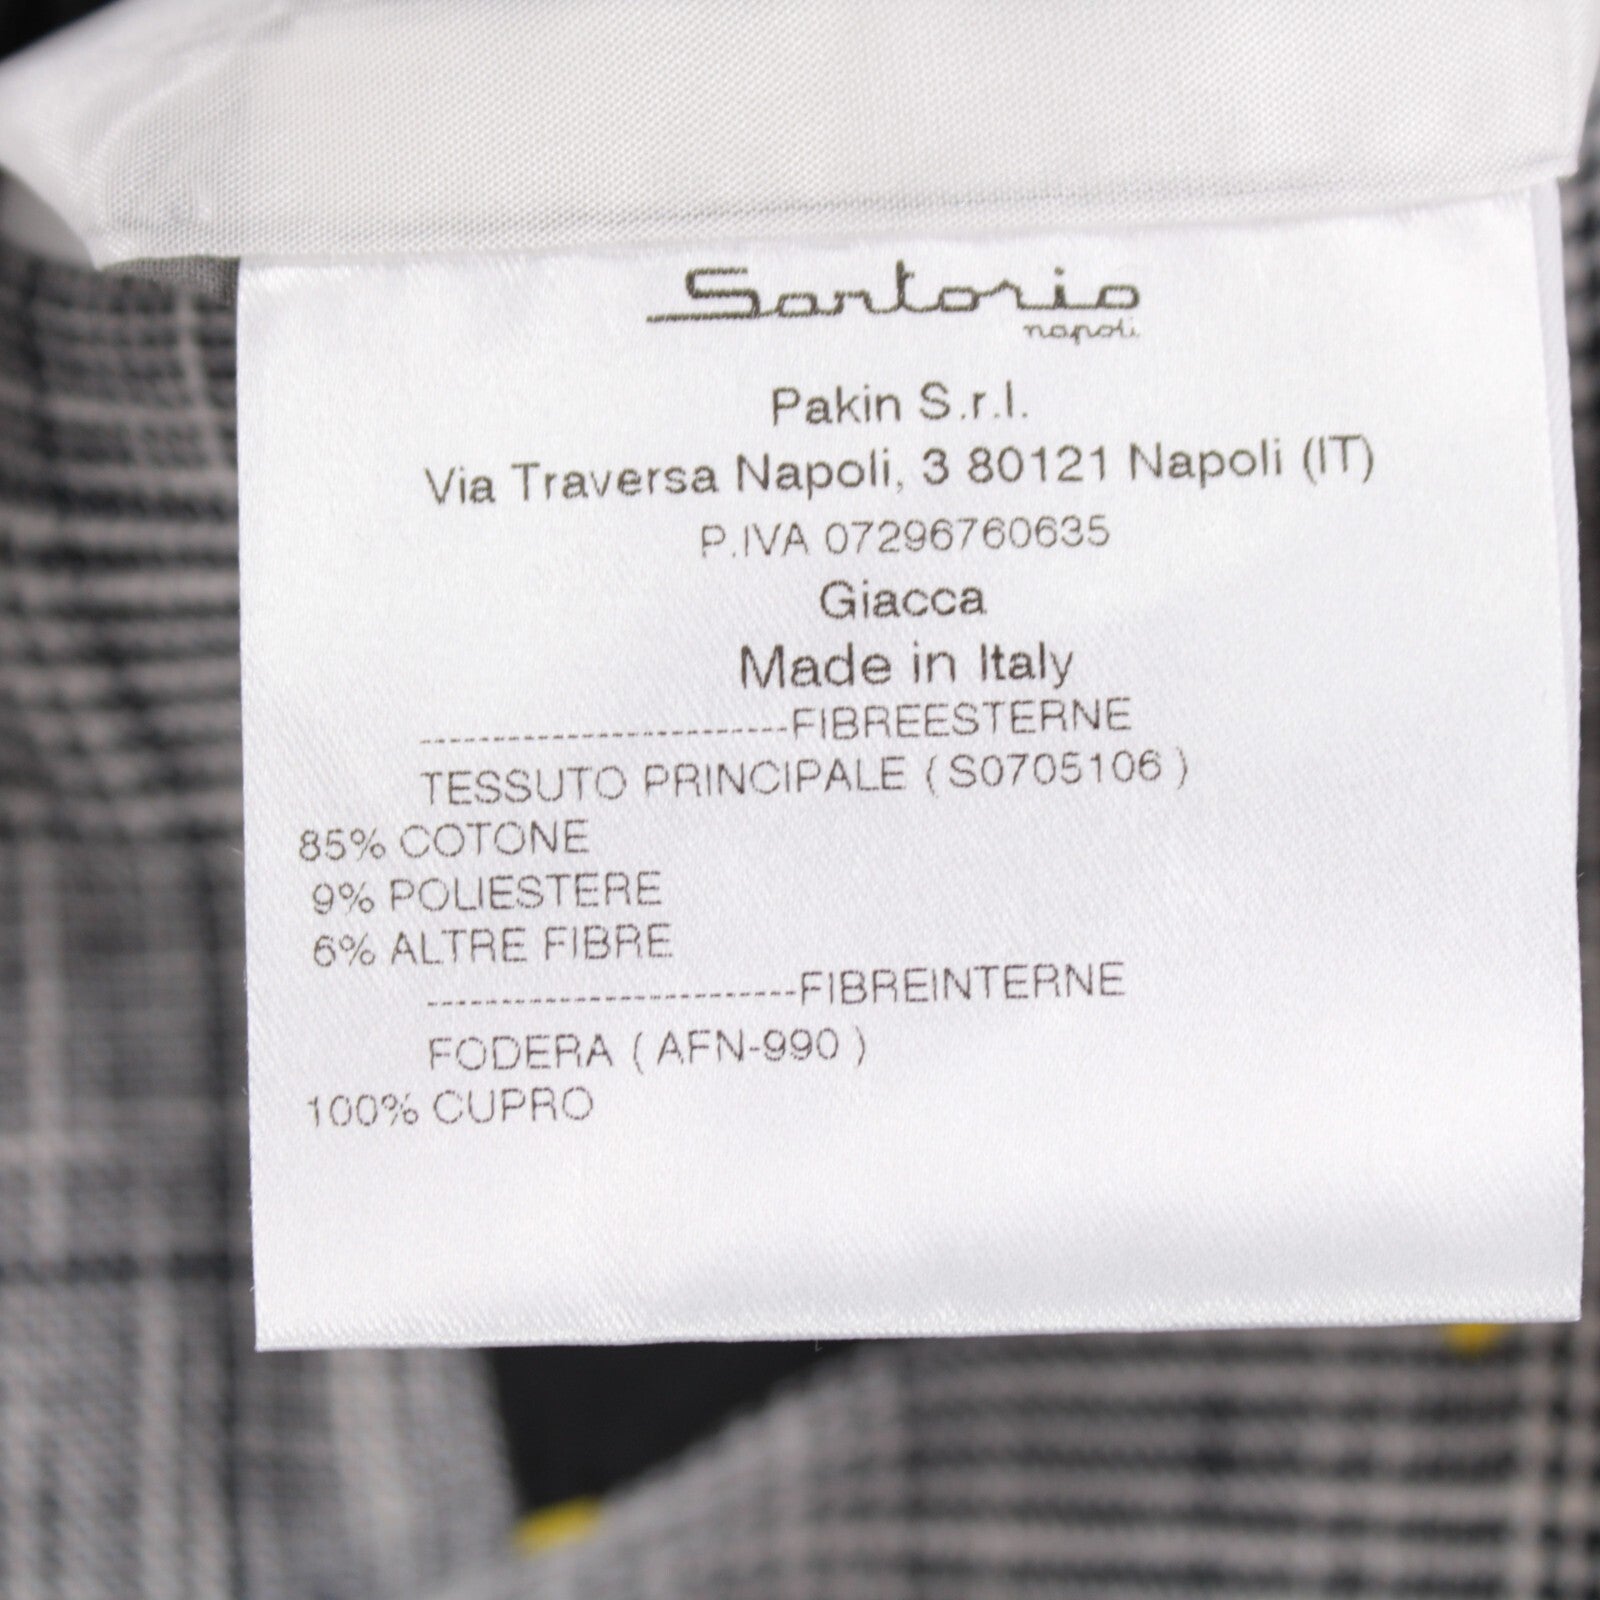 Sartorio
napoli
Pakin S.r.l.
Via Traversa Napoli, 3 80121 Napoli (IT)
P.IVA 07296760635
Giacca
Made in Italy
-------------------------FIBREESTERNE
TESSUTO PRINCIPALE ( S0705106 )
85% COTONE
9% POLIESTERE
6% ALTRE FIBRE
-------------------------FIBREINTERNE
FODERA ( AFN-990 )
100% CUPRO